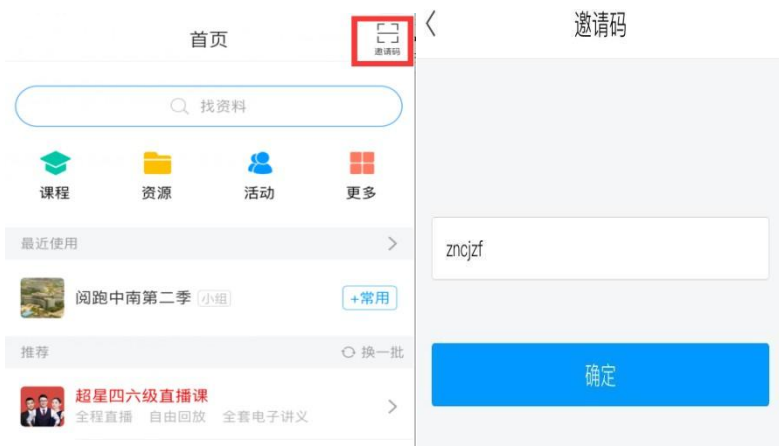 首页
邀请码
找资料
课程 资源 活动 更多
最近使用
阅跑中南第二季 小组 +常用
推荐 换一批
超星四六级直播课
全程直播 自由回放 全套电子讲义
邀请码
zncjzf
确定